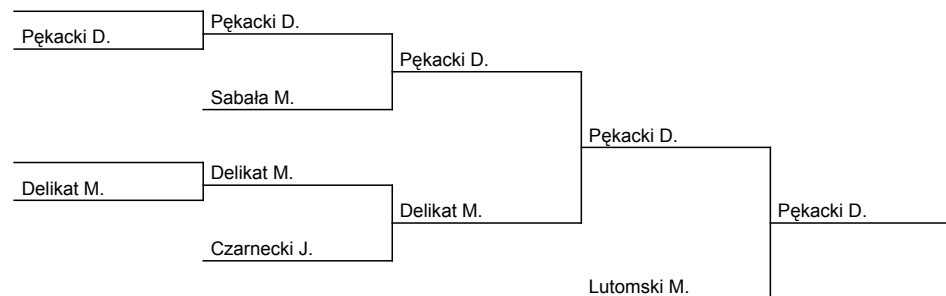 Pękacki D.
Pękacki D.
Pękacki D.
Sabała M.
Pękacki D.
Delikat M.
Delikat M.
Delikat M.
Pękacki D.
Czarnecki J.
Lutomski M.